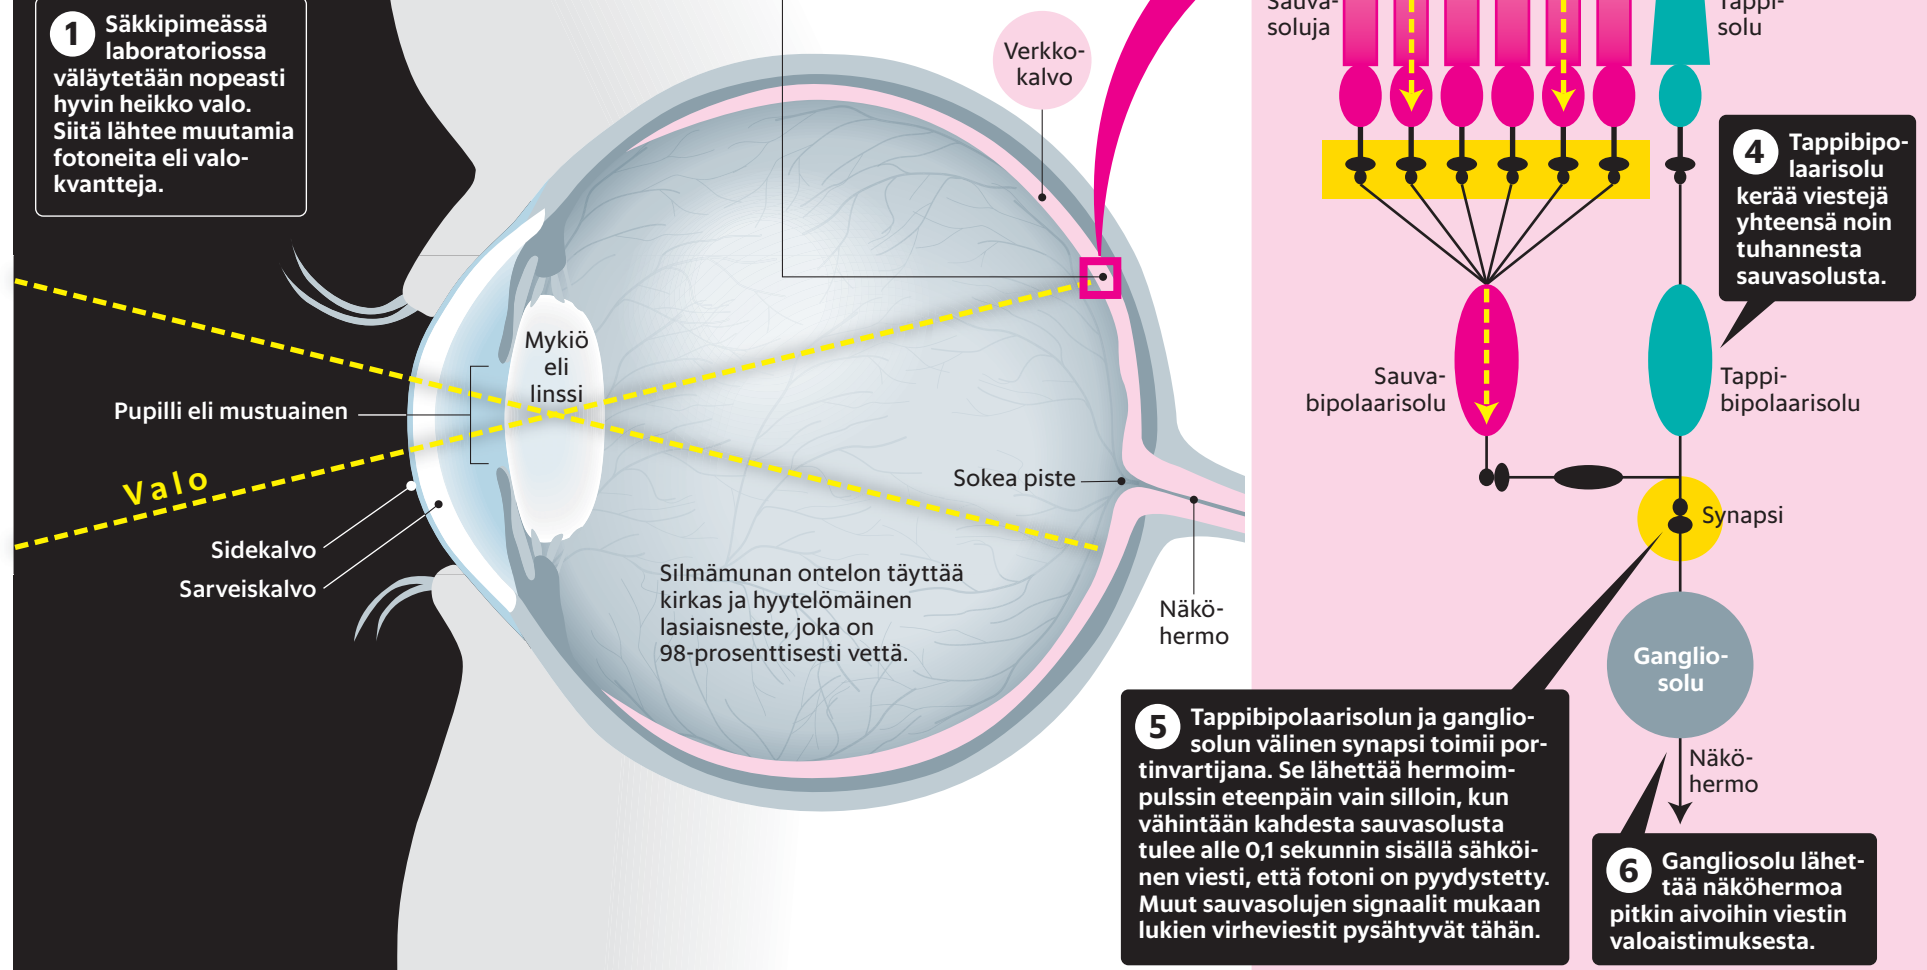 1 Säkkipimeässä
laboratoriossa
väläytetään nopeasti
hyvin heikko valo.
Siitä lähtee muutamia
fotoneita eli valo-
kvantteja.
Verkko-
kalvo
Mykiö
eli
linssi
Pupilli eli mustuainen
Valo
Sidekalvo
Sarveiskalvo
Sokea piste
Silmämunan ontelon täyttää
kirkas ja hyytelömäinen
lasiaisneste, joka on
98-prosenttisesti vettä.
Näkö-
hermo
Sauva-
soluja
Tappi-
solu
4 Tappibipo-
laarisolu
kerää viestejä
yhteensä noin
tuhannesta
sauvasolusta.
Sauva-
bipolaarisolu
Tappi-
bipolaarisolu
Synapsi
Ganglio-
solu
5 Tappibipolaarisolun ja ganglio-
solun välinen synapsi toimii por-
tinvartijana. Se lähettää hermoim-
pulssin eteenpäin vain silloin, kun
vähintään kahdesta sauvasolusta
tulee alle 0,1 sekunnin sisällä sähköi-
nen viesti, että fotoni on pyydystetty.
Muut sauvasolujen signaalit mukaan
lukien virheviestit pysähtyvät tähän.
Näkö-
hermo
6 Gangliosolu lähet-
tää näköhermoa
pitkin aivoihin viestin
valoaistimuksesta.